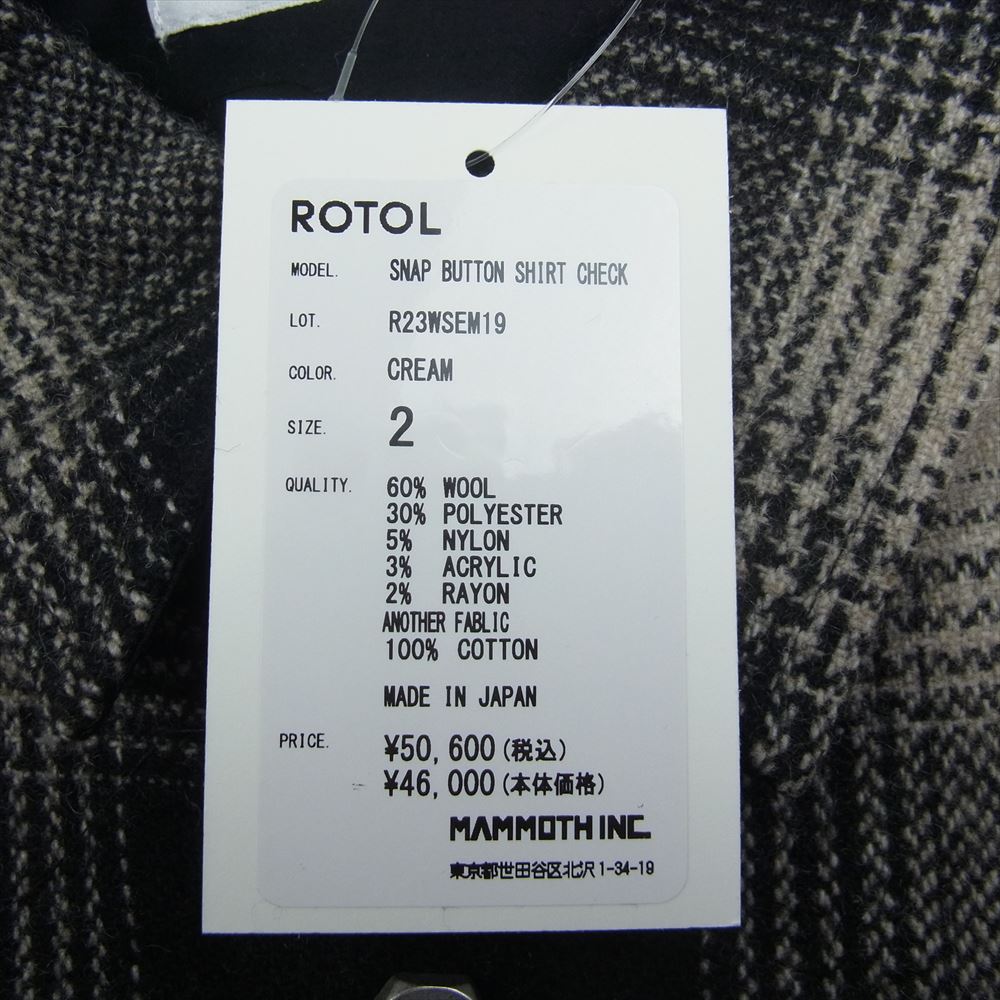 ROTOL
MODEL. SNAP BUTTON SHIRT CHECK
LOT. R23WSEM19
COLOR. CREAM
SIZE. 2
QUALITY. 60% WOOL
30% POLYESTER
5% NYLON
3% ACRYLIC
2% RAYON
ANOTHER FABLIC
100% COTTON
MADE IN JAPAN
PRICE. ¥50,600(税込)
¥46,000(本体価格)
MAMMOTH INC.
東京都世田谷区北沢1-34-19